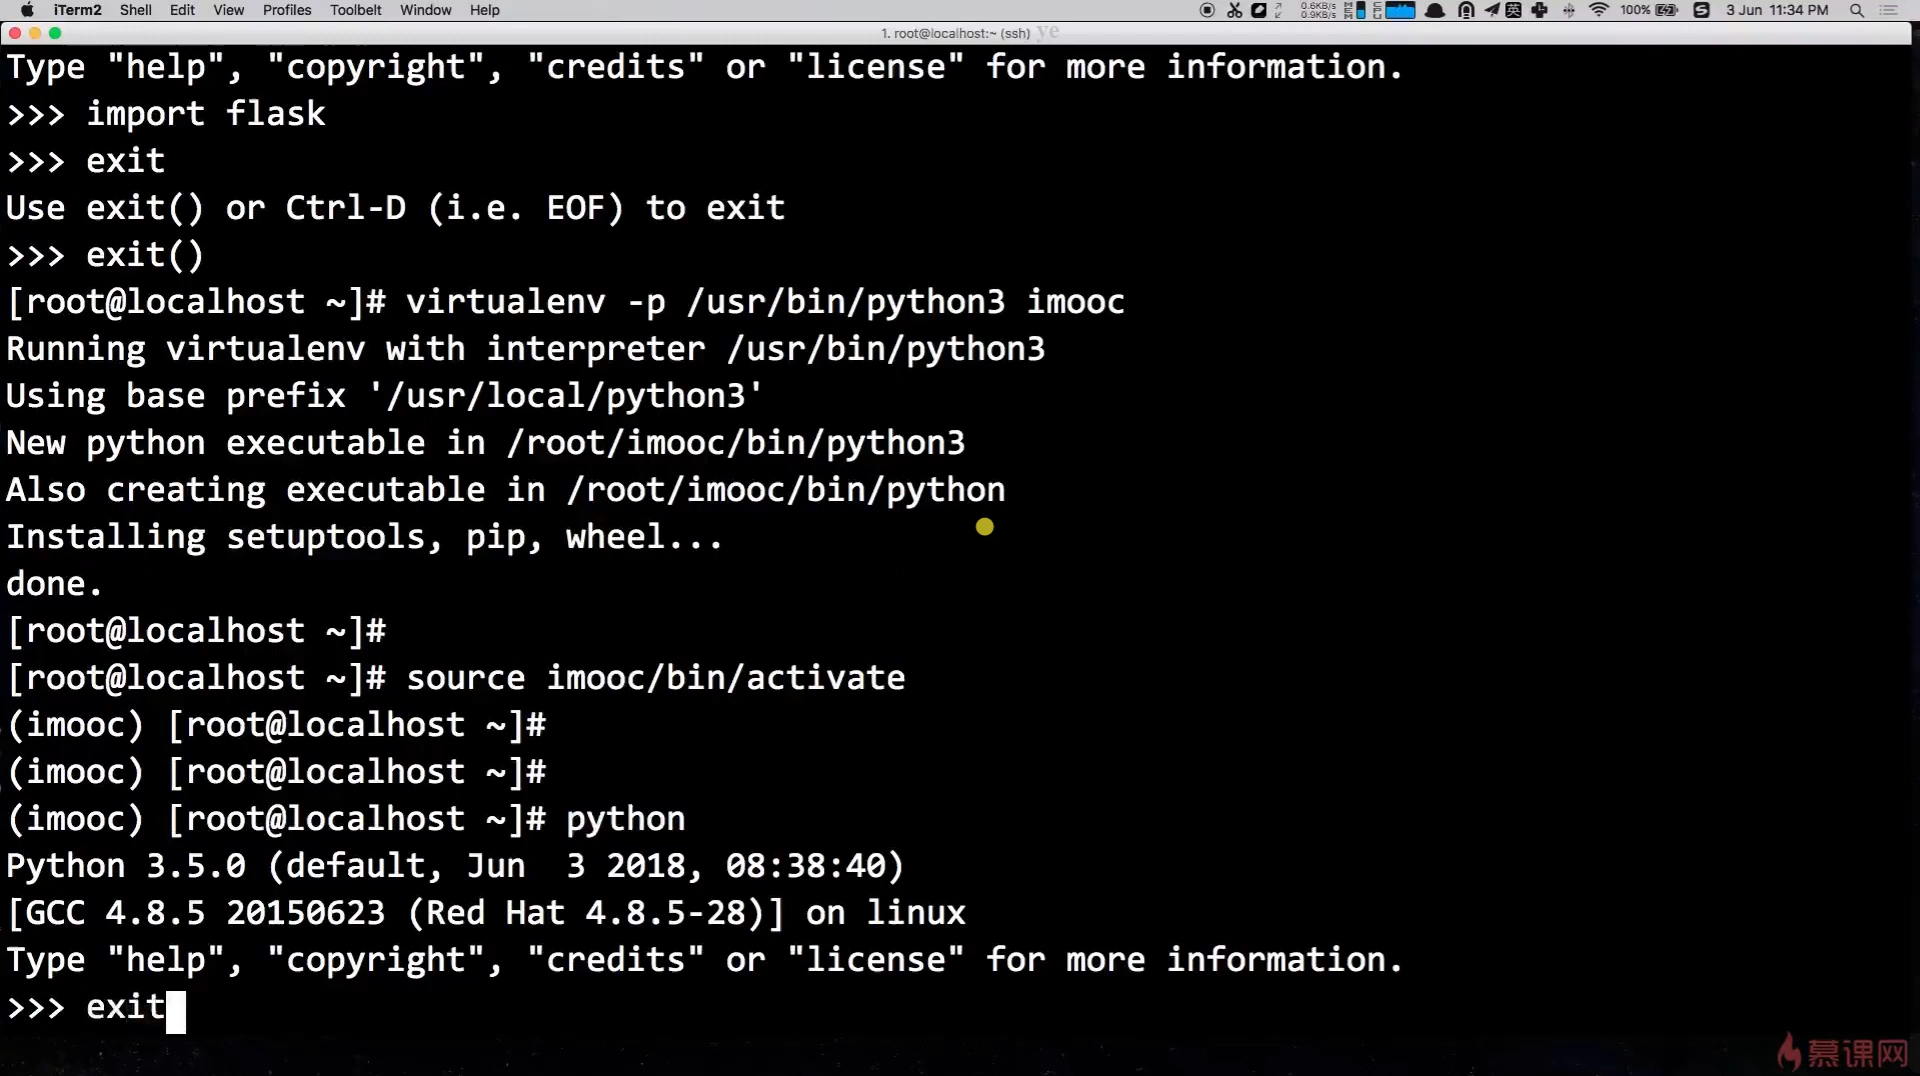 iTerm2 Shell Edit View Profiles Toolbelt Window Help 0.6KB/s 0.9KB/s 英 100% 3 Jun 11:34 PM
1. root@localhost:~ (ssh) ye
Type "help", "copyright", "credits" or "license" for more information.
>>> import flask
>>> exit
Use exit() or Ctrl-D (i.e. EOF) to exit
>>> exit()
[root@localhost ~]# virtualenv -p /usr/bin/python3 imooc
Running virtualenv with interpreter /usr/bin/python3
Using base prefix '/usr/local/python3'
New python executable in /root/imooc/bin/python3
Also creating executable in /root/imooc/bin/python
Installing setuptools, pip, wheel...
done.
[root@localhost ~]#
[root@localhost ~]# source imooc/bin/activate
(imooc) [root@localhost ~]#
(imooc) [root@localhost ~]#
(imooc) [root@localhost ~]# python
Python 3.5.0 (default, Jun  3 2018, 08:38:40)
[GCC 4.8.5 20150623 (Red Hat 4.8.5-28)] on linux
Type "help", "copyright", "credits" or "license" for more information.
>>> exit
慕课网